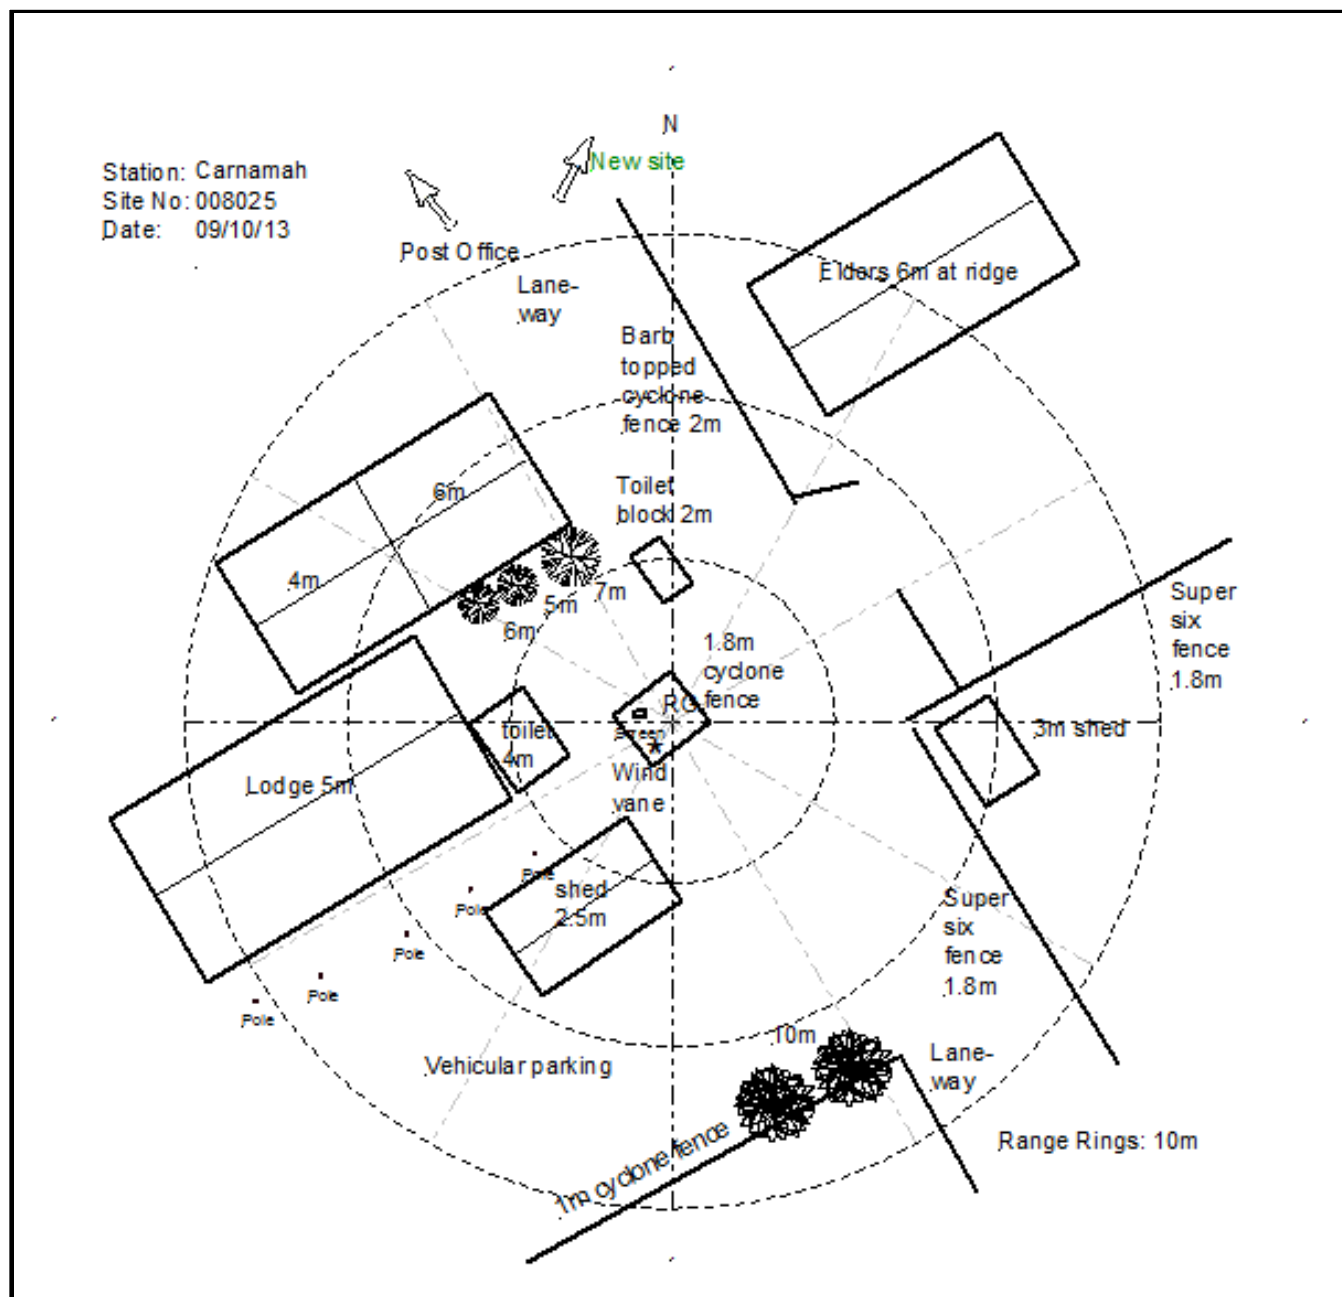 N
New site
Station: Carnamah
Site No: 008025
Date: 09/10/13
Post Office
Lane-
way
Elders 6m at ridge
Barb
topped
cyclone
fence 2m
Toilet
block 2m
6m
4m
7m
5m
6m
1.8m
cyclone
fence
RG
Screen
Wind
vane
toilet
4m
Lodge 5m
Super
six
fence
1.8m
3m shed
shed
2.5m
Pole
Pole
Pole
Pole
Pole
Super
six
fence
1.8m
10m
Lane-
way
Vehicular parking
1m cyclone fence
Range Rings: 10m